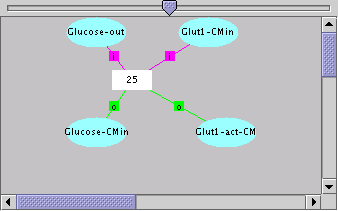 Glucose-out Glut1-CMin
i i
25
o o
Glucose-CMin Glut1-act-CM